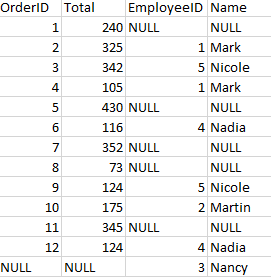 OrderID Total EmployeeID Name
1 240 NULL NULL
2 325 1 Mark
3 342 5 Nicole
4 105 1 Mark
5 430 NULL NULL
6 116 4 Nadia
7 352 NULL NULL
8 73 NULL NULL
9 124 5 Nicole
10 175 2 Martin
11 345 NULL NULL
12 124 4 Nadia
NULL NULL 3 Nancy